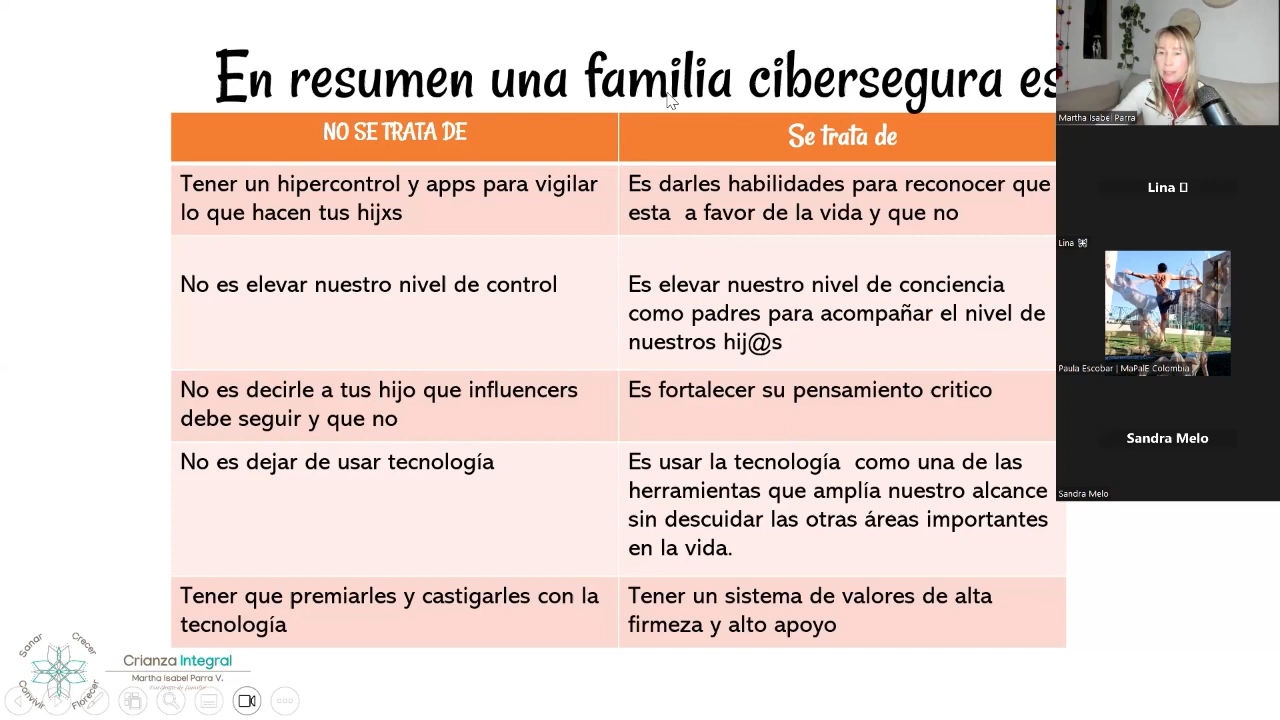 En resumen una familia cibersegura es
NO SE TRATA DE
Se trata de
Tener un hipercontrol y apps para vigilar
lo que hacen tus hijxs
Es darles habilidades para reconocer que
esta a favor de la vida y que no
No es elevar nuestro nivel de control
Es elevar nuestro nivel de conciencia
como padres para acompañar el nivel de
nuestros hij@s
No es decirle a tus hijo que influencers
debe seguir y que no
Es fortalecer su pensamiento critico
No es dejar de usar tecnología
Es usar la tecnología como una de las
herramientas que amplía nuestro alcance
sin descuidar las otras áreas importantes
en la vida.
Tener que premiarles y castigarles con la
tecnología
Tener un sistema de valores de alta
firmeza y alto apoyo
Sanar
Crecer
Convivir
Florecer
Crianza Integral
Martha Isabel Parra V.
Martha Isabel Parra
Lina
Lina
Paula Escobar | MaPalE Colombia
Sandra Melo
Sandra Melo